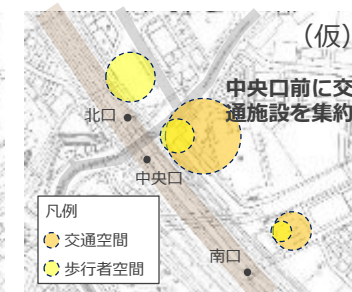 (仮)
中央口前に交
通施設を集約
北口
中央口
凡例
交通空間
歩行者空間
南口